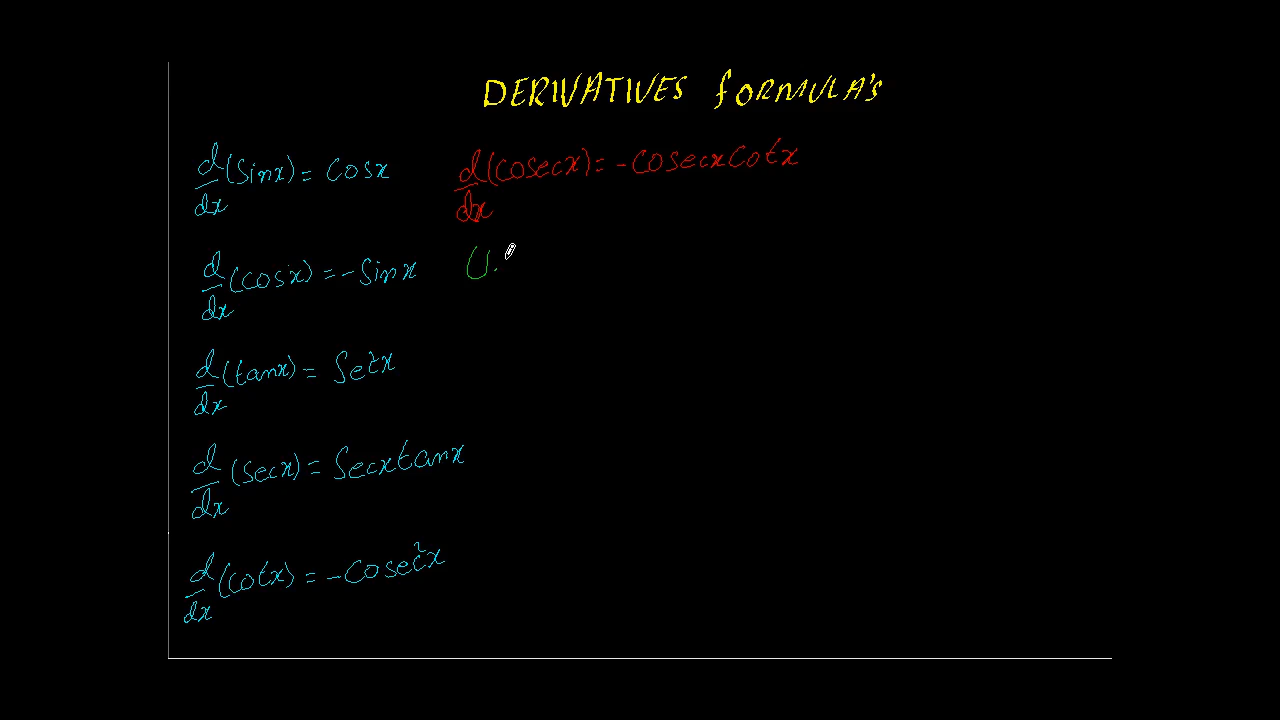 DERIVATIVES fORMULA's
d/dx (Sinx) = Cosx
d/dx (Cosx) = -Sinx
d/dx (tanx) = Sec²x
d/dx (Secx) = Secxtanx
d/dx (Cotx) = -Cosec²x
d/dx (Cosecx) = -CosecxCotx
U.